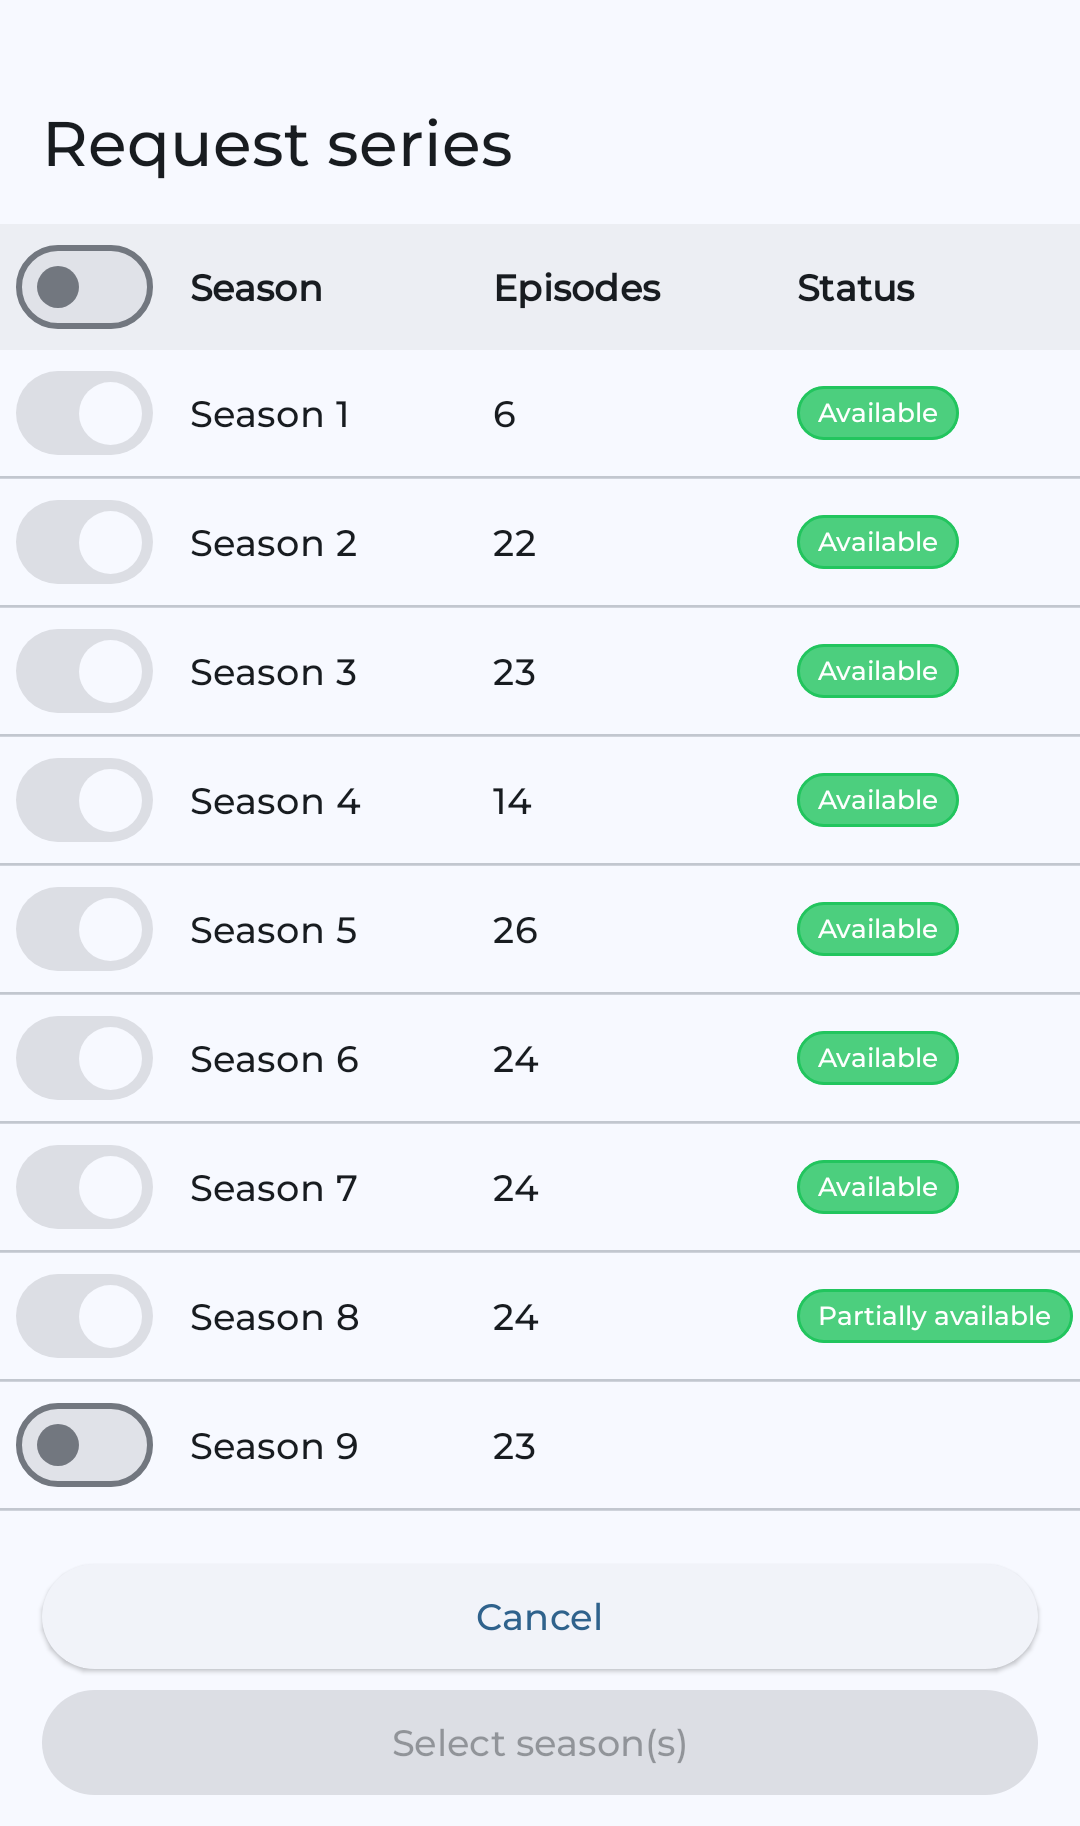 Request series
Season Episodes Status
Season 1 6 Available
Season 2 22 Available
Season 3 23 Available
Season 4 14 Available
Season 5 26 Available
Season 6 24 Available
Season 7 24 Available
Season 8 24 Partially available
Season 9 23
Cancel
Select season(s)